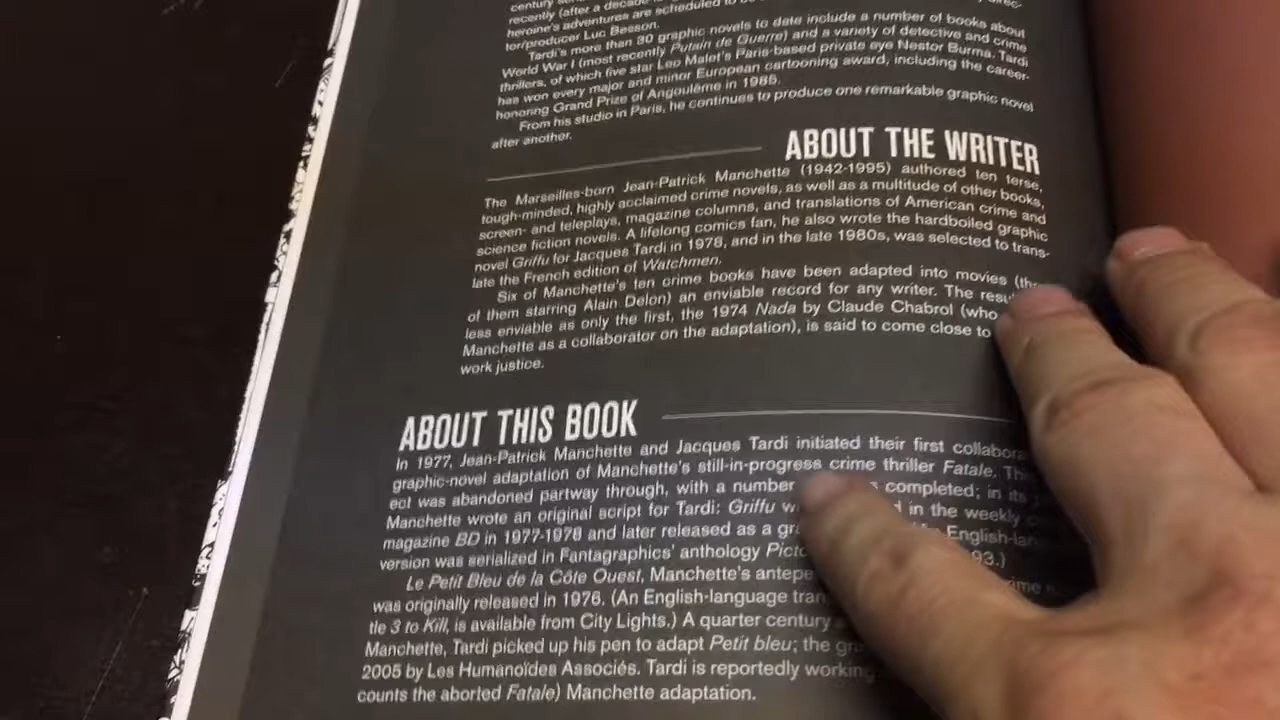 recently (after a decade
heroine's adventures are scheduled to be
tor/producer Luc Besson.
Tardi's more than 30 graphic novels to date include a number of books about
World War I (most recently Putain de Guerre) and a variety of detective and crime
thrillers, of which five star Léo Malet's Paris-based private eye Nestor Burma. Tardi
has won every major and minor European cartooning award, including the career-
honoring Grand Prize of Angoulême in 1985.
From his studio in Paris, he continues to produce one remarkable graphic novel
after another.
ABOUT THE WRITER
The Marseilles-born Jean-Patrick Manchette (1942-1995) authored ten terse,
tough-minded, highly acclaimed crime novels, as well as a multitude of other books,
screen- and teleplays, magazine columns, and translations of American crime and
science fiction novels. A lifelong comics fan, he also wrote the hardboiled graphic
novel Griffu for Jacques Tardi in 1978, and in the late 1980s, was selected to trans-
late the French edition of Watchmen.
Six of Manchette's ten crime books have been adapted into movies
of them starring Alain Delon) an enviable record for any writer. The
less enviable as only the first, the 1974 Nada by Claude Chabrol (who
Manchette as a collaborator on the adaptation), is said to come close to
work justice.
ABOUT THIS BOOK
In 1977, Jean-Patrick Manchette and Jacques Tardi initiated their first
graphic-novel adaptation of Manchette's still-in-progress crime thriller Fatale.
ect was abandoned partway through, with a number completed; in its
Manchette wrote an original script for Tardi: Griffu in the weekly
magazine BD in 1977-1978 and later released as a English-
version was serialized in Fantagraphics' anthology
Le Petit Bleu de la Côte Ouest, Manchette's
was originally released in 1976. (An English-language
tle 3 to Kill, is available from City Lights.) A quarter century
Manchette, Tardi picked up his pen to adapt Petit bleu; the
2005 by Les Humanoïdes Associés. Tardi is reportedly working
counts the aborted Fatale) Manchette adaptation.